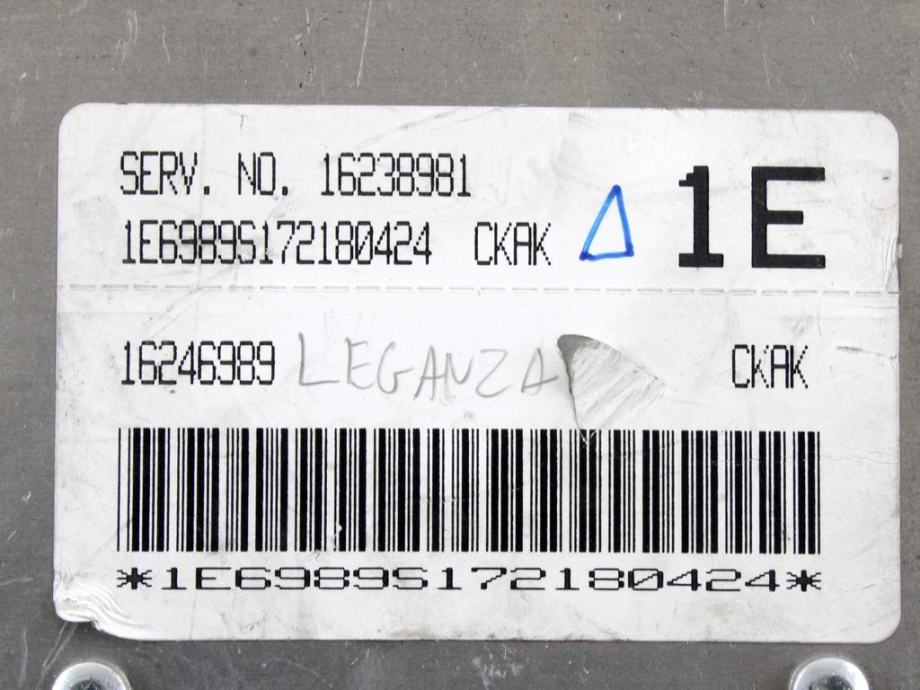 SERV. NO. 16238981
1E6989S172180424 CKAK 1E
16246989 LEGANZA CKAK
*1E6989S172180424*